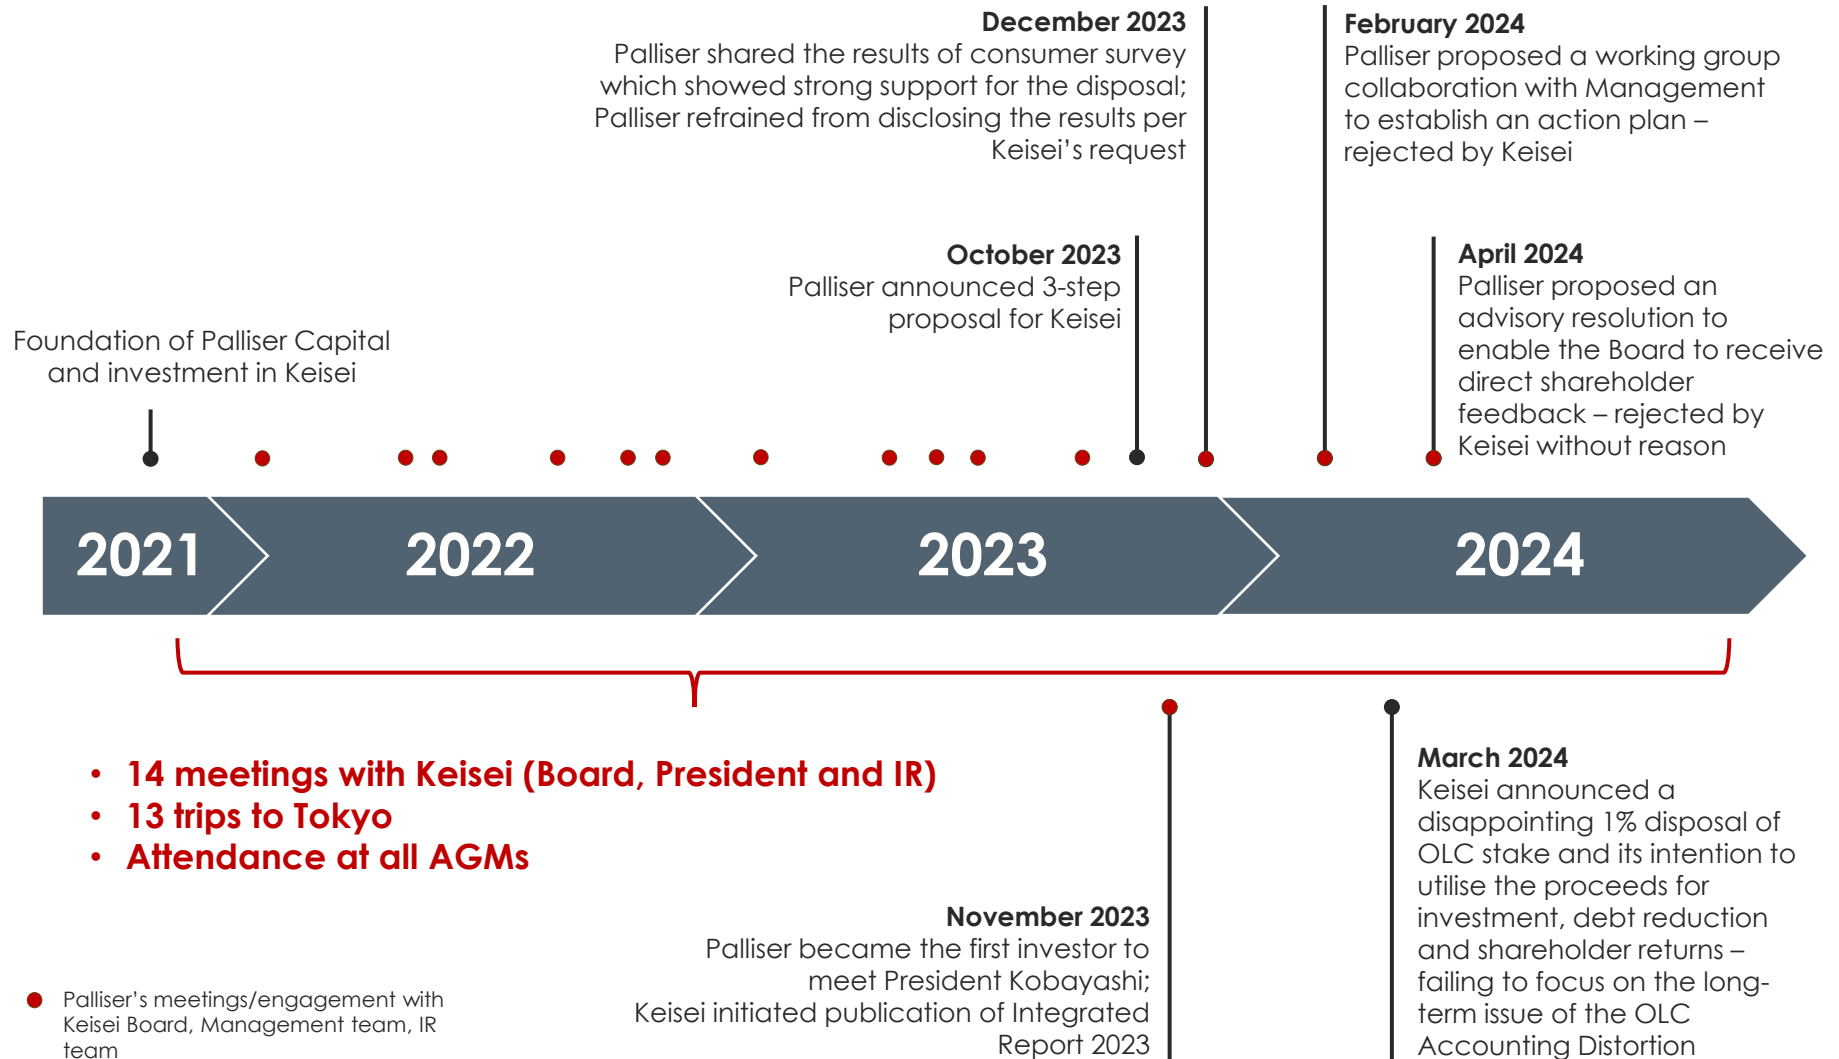 December 2023
Palliser shared the results of consumer survey
which showed strong support for the disposal;
Palliser refrained from disclosing the results per
Keisei's request
February 2024
Palliser proposed a working group
collaboration with Management
to establish an action plan –
rejected by Keisei
October 2023
Palliser announced 3-step
proposal for Keisei
April 2024
Palliser proposed an
advisory resolution to
enable the Board to receive
direct shareholder
feedback – rejected by
Keisei without reason
Foundation of Palliser Capital
and investment in Keisei
2021
2022
2023
2024
• 14 meetings with Keisei (Board, President and IR)
• 13 trips to Tokyo
• Attendance at all AGMs
March 2024
Keisei announced a
disappointing 1% disposal of
OLC stake and its intention to
utilise the proceeds for
investment, debt reduction
and shareholder returns –
failing to focus on the long-
term issue of the OLC
Accounting Distortion
November 2023
Palliser became the first investor to
meet President Kobayashi;
Keisei initiated publication of Integrated
Report 2023
Palliser's meetings/engagement with
Keisei Board, Management team, IR
team